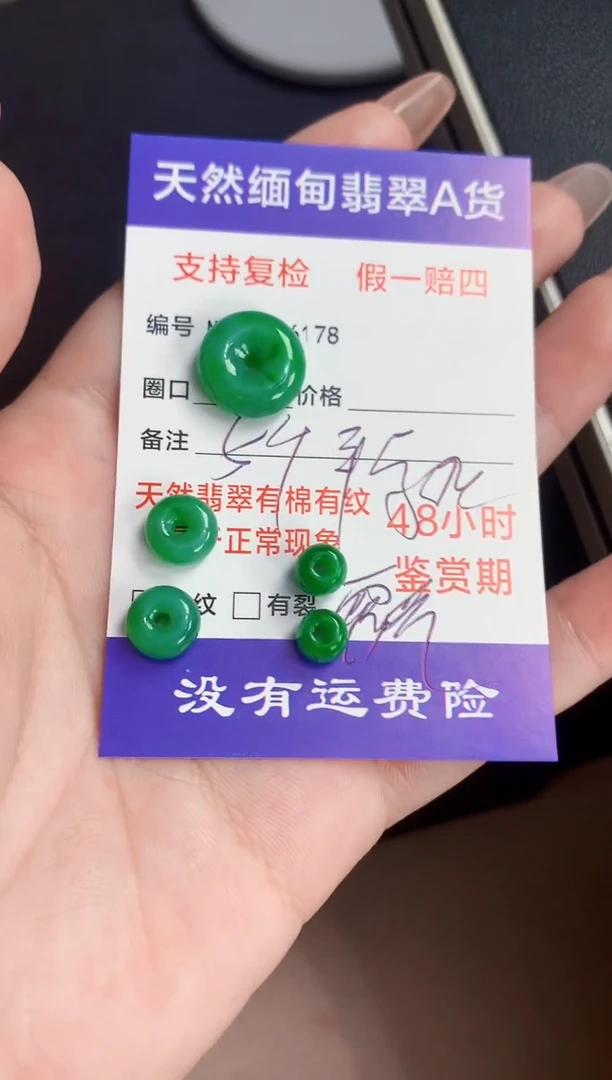 天然缅甸翡翠A货
支持复检 假一赔四
编号 6178
圈口 价格
备注
天然翡翠有棉有纹
正常现象
48小时
鉴赏期
纹 有裂
没有运费险